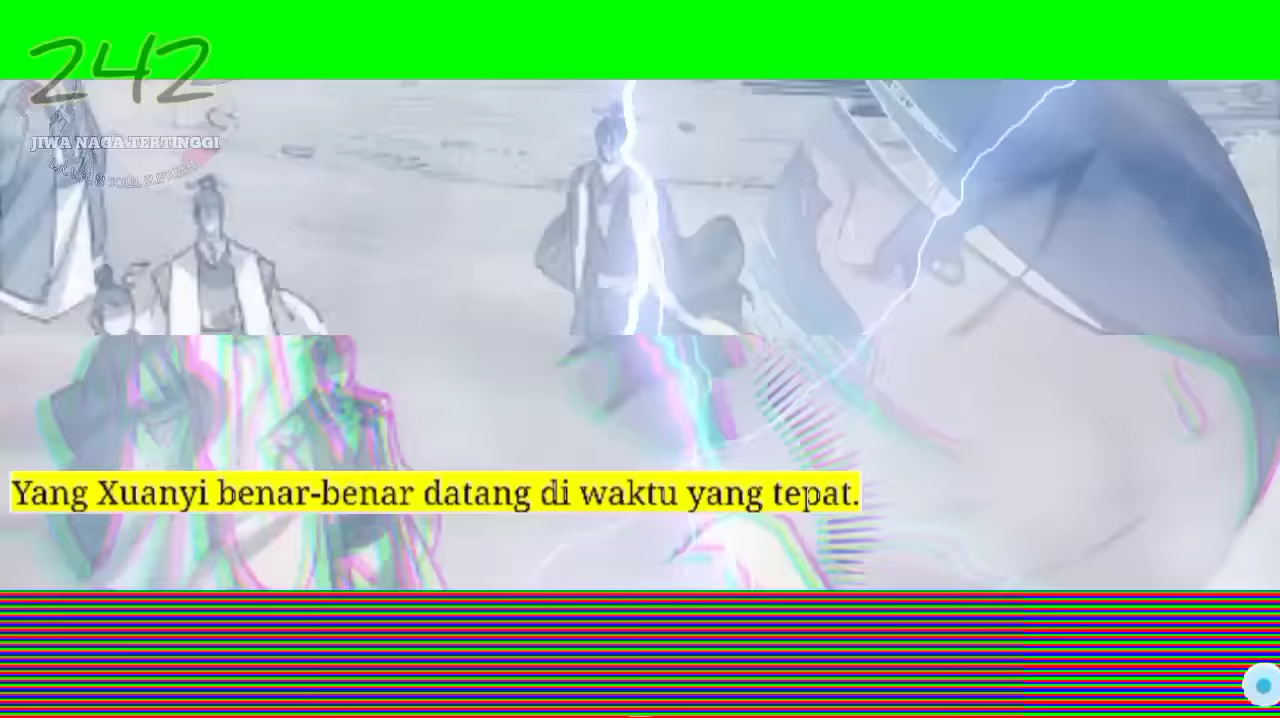 242
JIWA NAGA TERTINGGI
Yang Xuanyi benar-benar datang di waktu yang tepat.